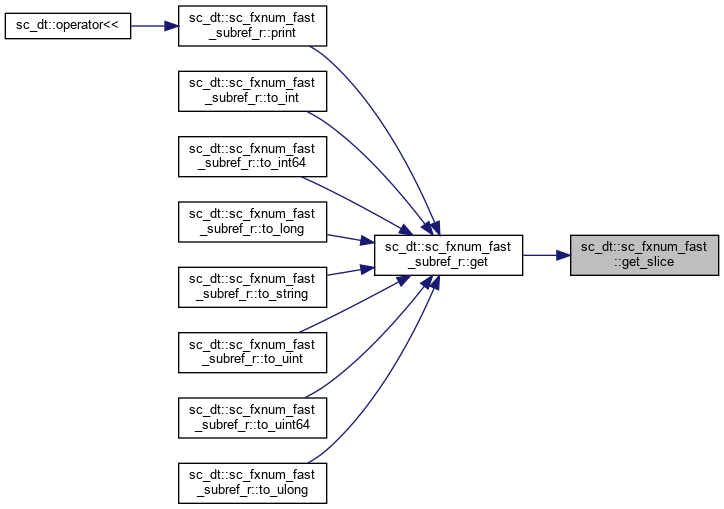 sc_dt::operator<<
sc_dt::sc_fxnum_fast
_subref_r::print
sc_dt::sc_fxnum_fast
_subref_r::to_int
sc_dt::sc_fxnum_fast
_subref_r::to_int64
sc_dt::sc_fxnum_fast
_subref_r::to_long
sc_dt::sc_fxnum_fast
_subref_r::to_string
sc_dt::sc_fxnum_fast
_subref_r::to_uint
sc_dt::sc_fxnum_fast
_subref_r::to_uint64
sc_dt::sc_fxnum_fast
_subref_r::to_ulong
sc_dt::sc_fxnum_fast
_subref_r::get
sc_dt::sc_fxnum_fast
::get_slice